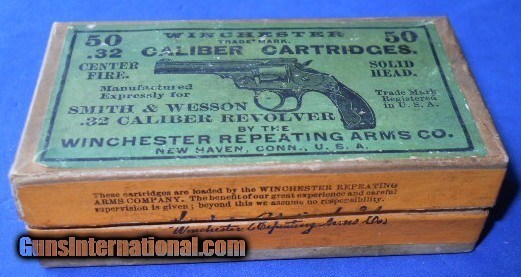 WINCHESTER
TRADE MARK.
50 50
.32 CALIBER CARTRIDGES.
CENTER FIRE.
SOLID HEAD.
Manufactured
Expressly for
Trade Mark
Registered
in U.S.A.
SMITH & WESSON
.32 CALIBER REVOLVER
BY THE
WINCHESTER REPEATING ARMS CO.
NEW HAVEN, CONN., U.S.A.
These cartridges are loaded by the WINCHESTER REPEATING
ARMS COMPANY. The benefit of our great experience and careful
supervision is given; beyond this we assume no responsibility.
Winchester Repeating Arms Co.
GunsInternational.com